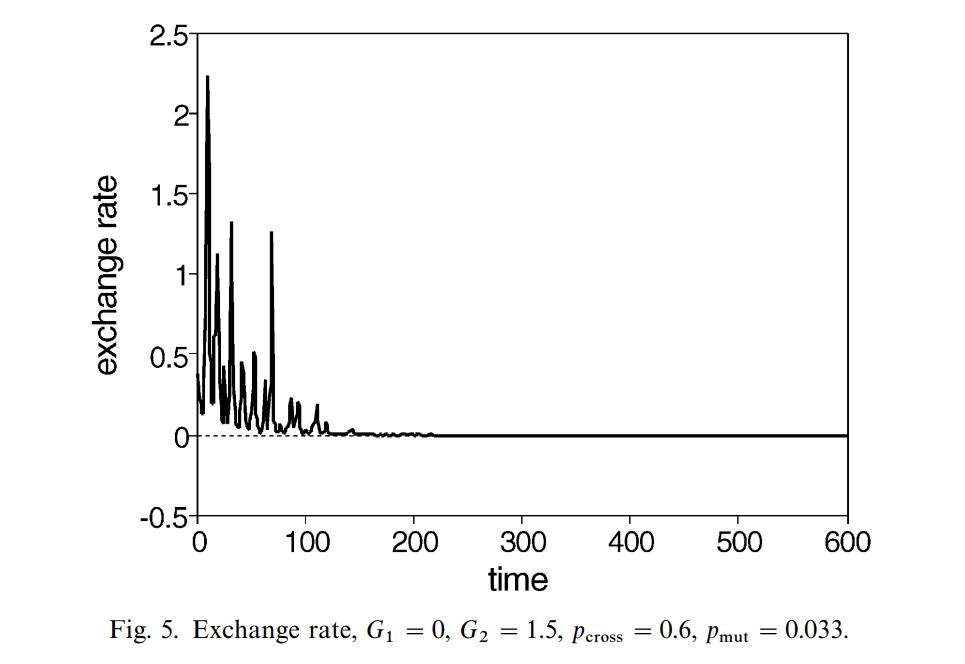 2.5
2
1.5
1
0.5
0
-0.5
exchange rate
0 100 200 300 400 500 600
time
Fig. 5. Exchange rate, G₁ = 0, G₂ = 1.5, p_cross = 0.6, p_mut = 0.033.